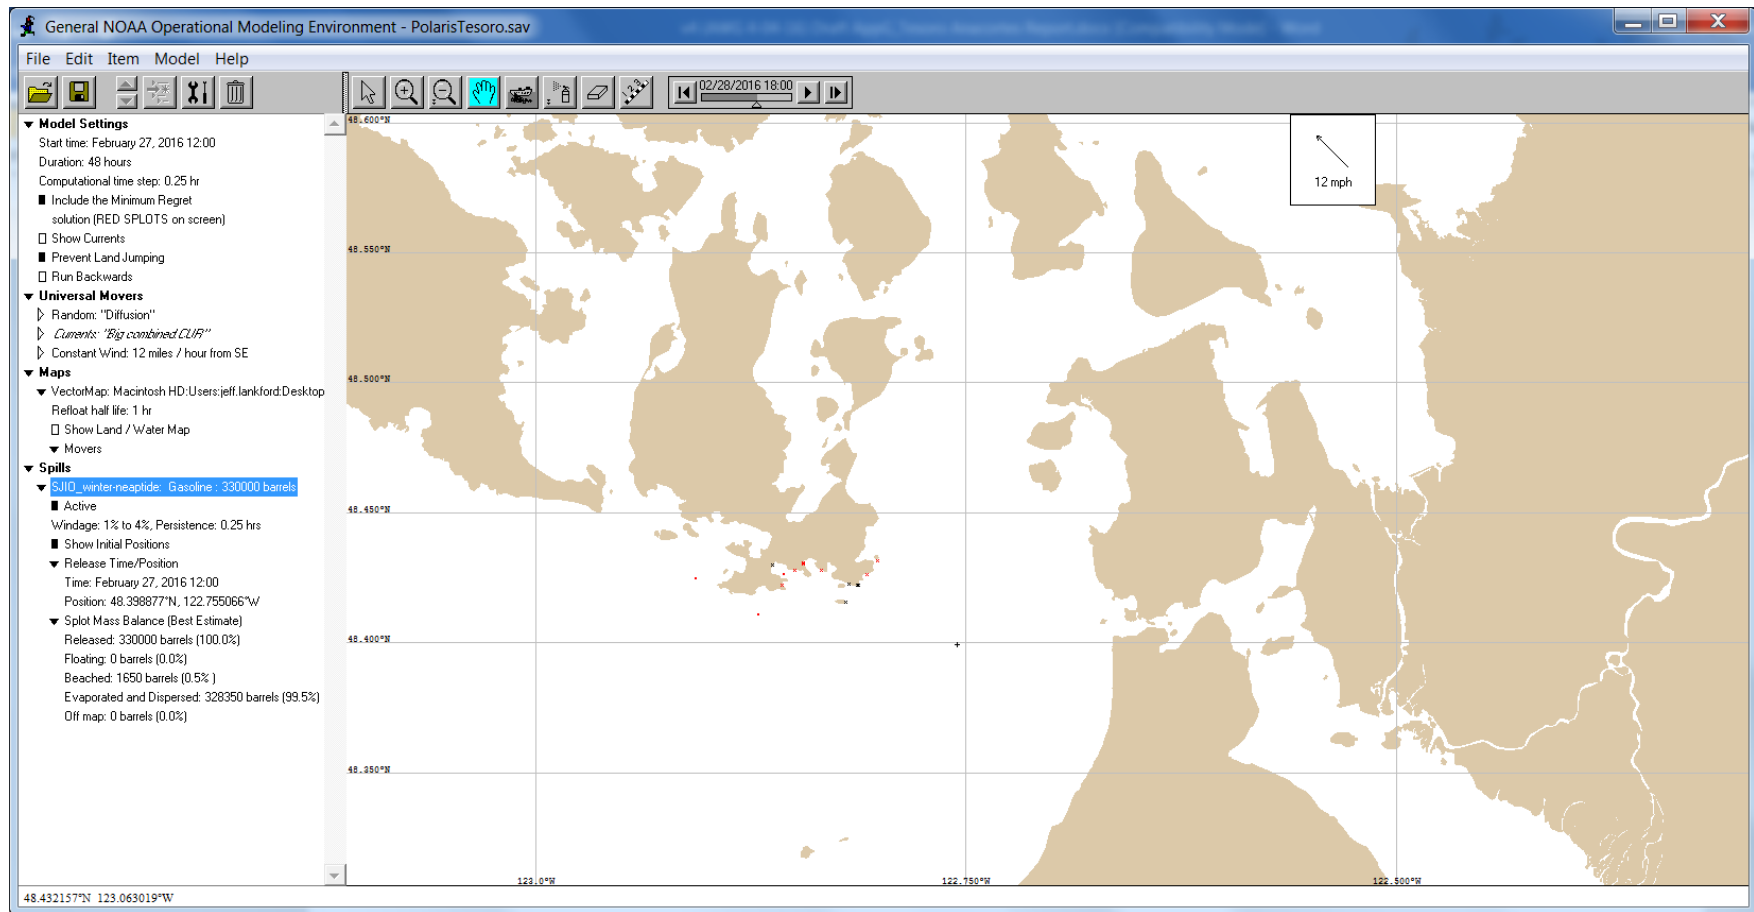 General NOAA Operational Modeling Environment - PolarisTesoro.sav
File Edit Item Model Help
02/28/2016 18:00
Model Settings
Start time: February 27, 2016 12:00
Duration: 48 hours
Computational time step: 0.25 hr
Include the Minimum Regret
solution (RED SPLOTS on screen)
Show Currents
Prevent Land Jumping
Run Backwards
Universal Movers
Random: "Diffusion"
Currents: "Big combined.CUR"
Constant Wind: 12 miles / hour from SE
Maps
VectorMap: Macintosh HD:Users:jeff.lankford:Desktop
Refloat half life: 1 hr
Show Land / Water Map
Movers
Spills
SJIO_winter-neaptide: Gasoline : 330000 barrels
Active
Windage: 1% to 4%, Persistence: 0.25 hrs
Show Initial Positions
Release Time/Position
Time: February 27, 2016 12:00
Position: 48.398877°N, 122.755066°W
Splot Mass Balance (Best Estimate)
Released: 330000 barrels (100.0%)
Floating: 0 barrels (0.0%)
Beached: 1650 barrels (0.5% )
Evaporated and Dispersed: 328350 barrels (99.5%)
Off map: 0 barrels (0.0%)
48.600°N
12 mph
48.550°N
48.500°N
48.450°N
48.400°N
48.350°N
123.0°W
122.750°W
122.500°W
48.432157°N 123.063019°W